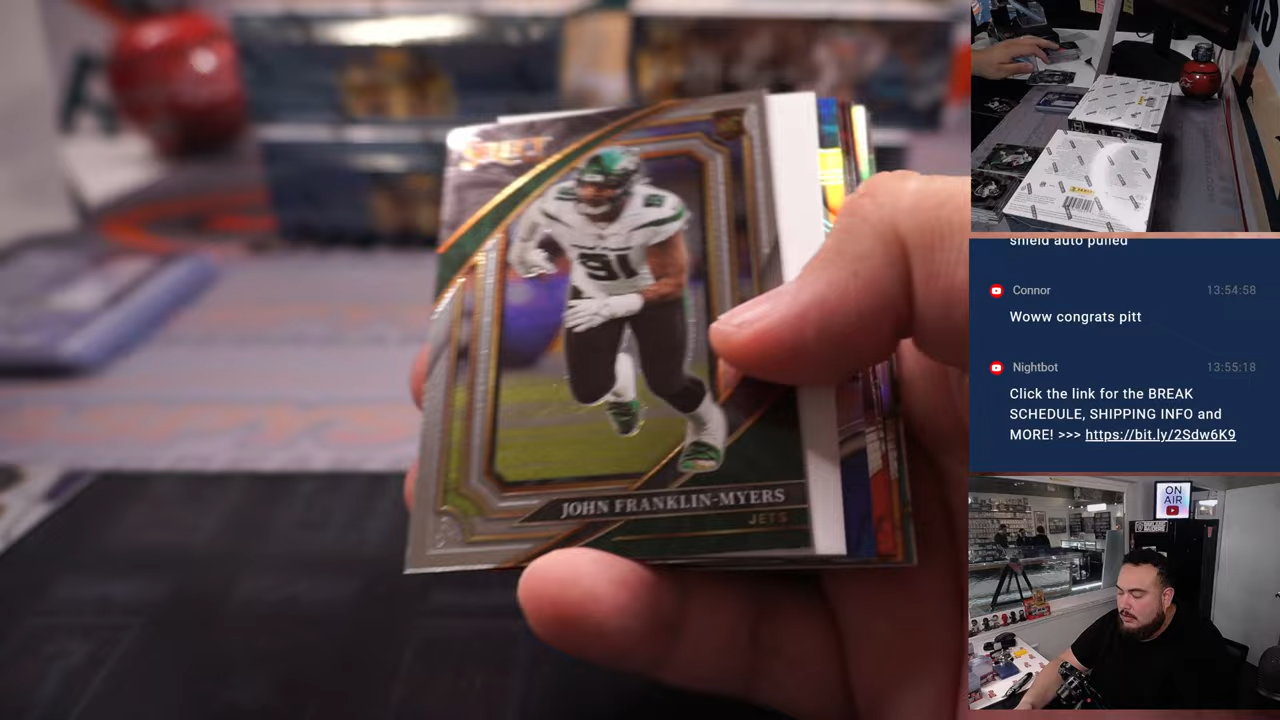 SELECT
91
JOHN FRANKLIN-MYERS
JETS
shield auto pulled
Connor 13:54:58
Woww congrats pitt
Nightbot 13:55:18
Click the link for the BREAK
SCHEDULE, SHIPPING INFO and
MORE! >>> https://bit.ly/2Sdw6K9
ON
AIR